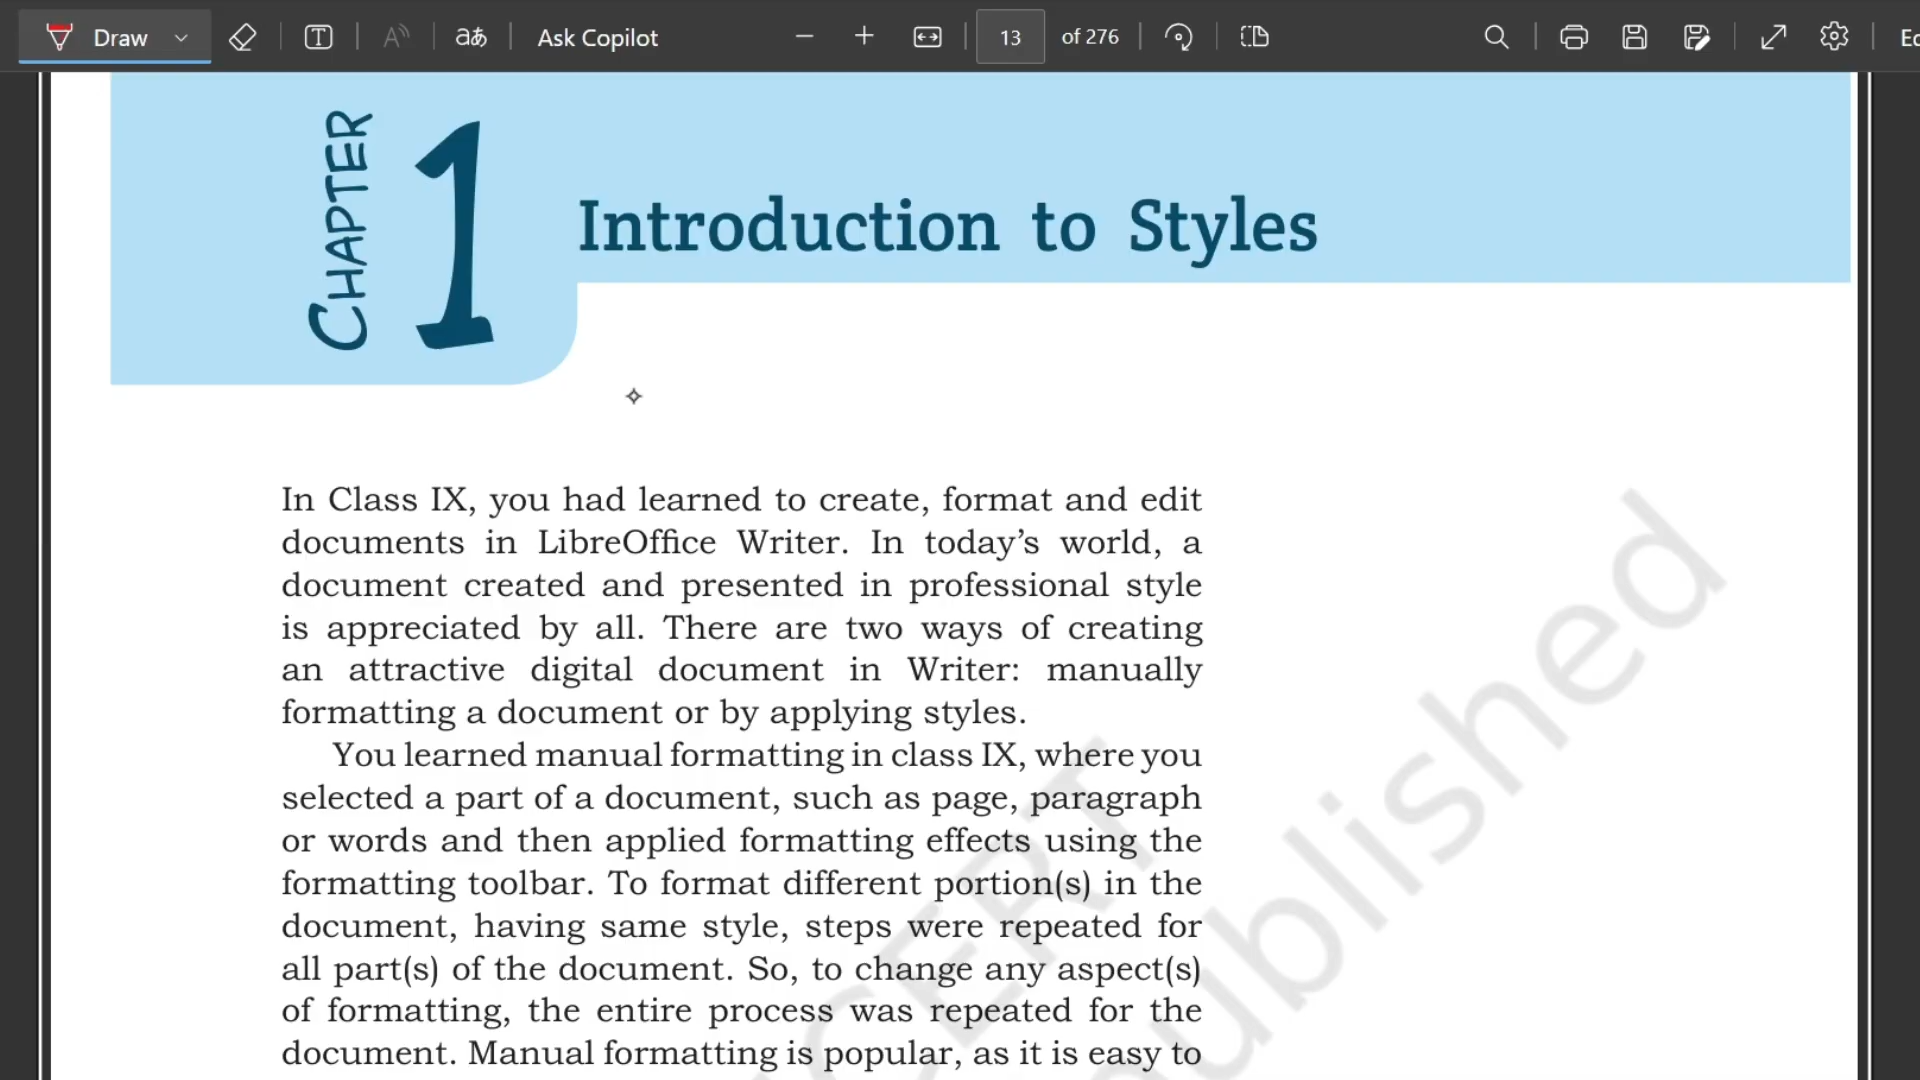 Draw
aあ
Ask Copilot
13
of 276
CHAPTER
1
Introduction to Styles
In Class IX, you had learned to create, format and edit
documents in LibreOffice Writer. In today’s world, a
document created and presented in professional style
is appreciated by all. There are two ways of creating
an attractive digital document in Writer: manually
formatting a document or by applying styles.
You learned manual formatting in class IX, where you
selected a part of a document, such as page, paragraph
or words and then applied formatting effects using the
formatting toolbar. To format different portion(s) in the
document, having same style, steps were repeated for
all part(s) of the document. So, to change any aspect(s)
of formatting, the entire process was repeated for the
document. Manual formatting is popular, as it is easy to